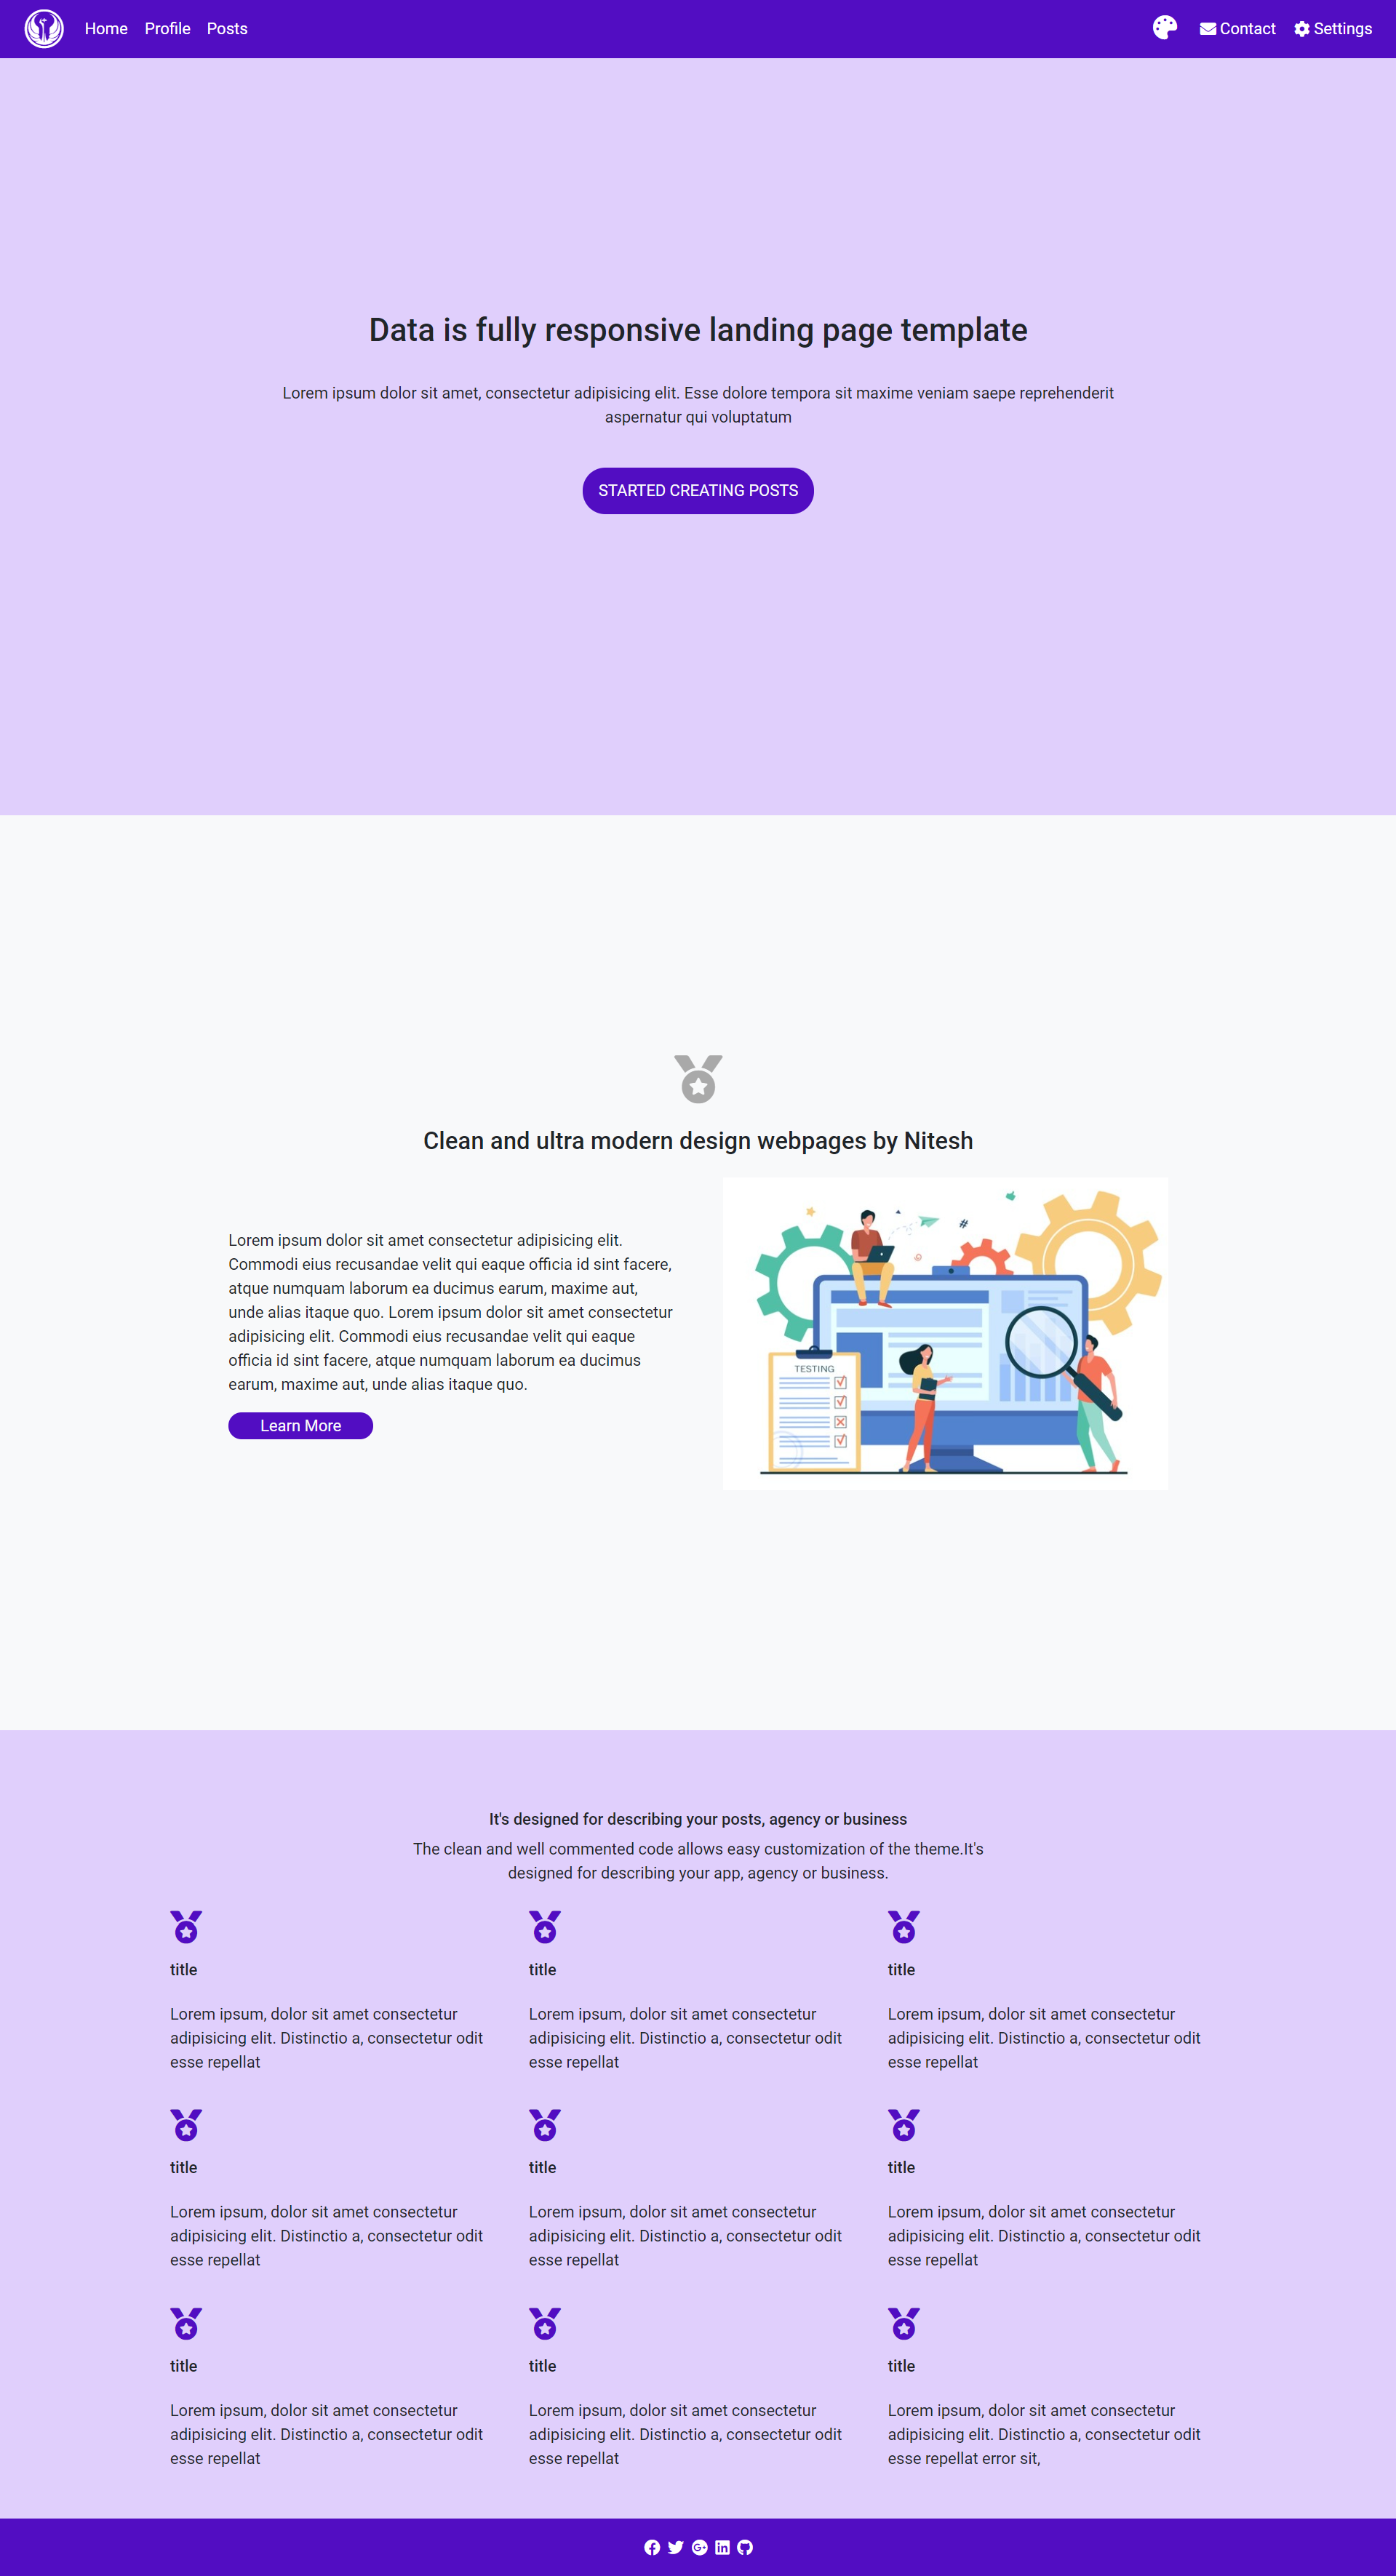 Home Profile Posts Contact Settings
Data is fully responsive landing page template
Lorem ipsum dolor sit amet, consectetur adipisicing elit. Esse dolore tempora sit maxime veniam saepe reprehenderit
aspernatur qui voluptatum
STARTED CREATING POSTS
Clean and ultra modern design webpages by Nitesh
Lorem ipsum dolor sit amet consectetur adipisicing elit.
Commodi eius recusandae velit qui eaque officia id sint facere,
atque numquam laborum ea ducimus earum, maxime aut,
unde alias itaque quo. Lorem ipsum dolor sit amet consectetur
adipisicing elit. Commodi eius recusandae velit qui eaque
officia id sint facere, atque numquam laborum ea ducimus
earum, maxime aut, unde alias itaque quo.
Learn More
#
TESTING
It's designed for describing your posts, agency or business
The clean and well commented code allows easy customization of the theme.It's
designed for describing your app, agency or business.
title
Lorem ipsum, dolor sit amet consectetur
adipisicing elit. Distinctio a, consectetur odit
esse repellat
title
Lorem ipsum, dolor sit amet consectetur
adipisicing elit. Distinctio a, consectetur odit
esse repellat
title
Lorem ipsum, dolor sit amet consectetur
adipisicing elit. Distinctio a, consectetur odit
esse repellat
title
Lorem ipsum, dolor sit amet consectetur
adipisicing elit. Distinctio a, consectetur odit
esse repellat
title
Lorem ipsum, dolor sit amet consectetur
adipisicing elit. Distinctio a, consectetur odit
esse repellat
title
Lorem ipsum, dolor sit amet consectetur
adipisicing elit. Distinctio a, consectetur odit
esse repellat
title
Lorem ipsum, dolor sit amet consectetur
adipisicing elit. Distinctio a, consectetur odit
esse repellat
title
Lorem ipsum, dolor sit amet consectetur
adipisicing elit. Distinctio a, consectetur odit
esse repellat
title
Lorem ipsum, dolor sit amet consectetur
adipisicing elit. Distinctio a, consectetur odit
esse repellat error sit,